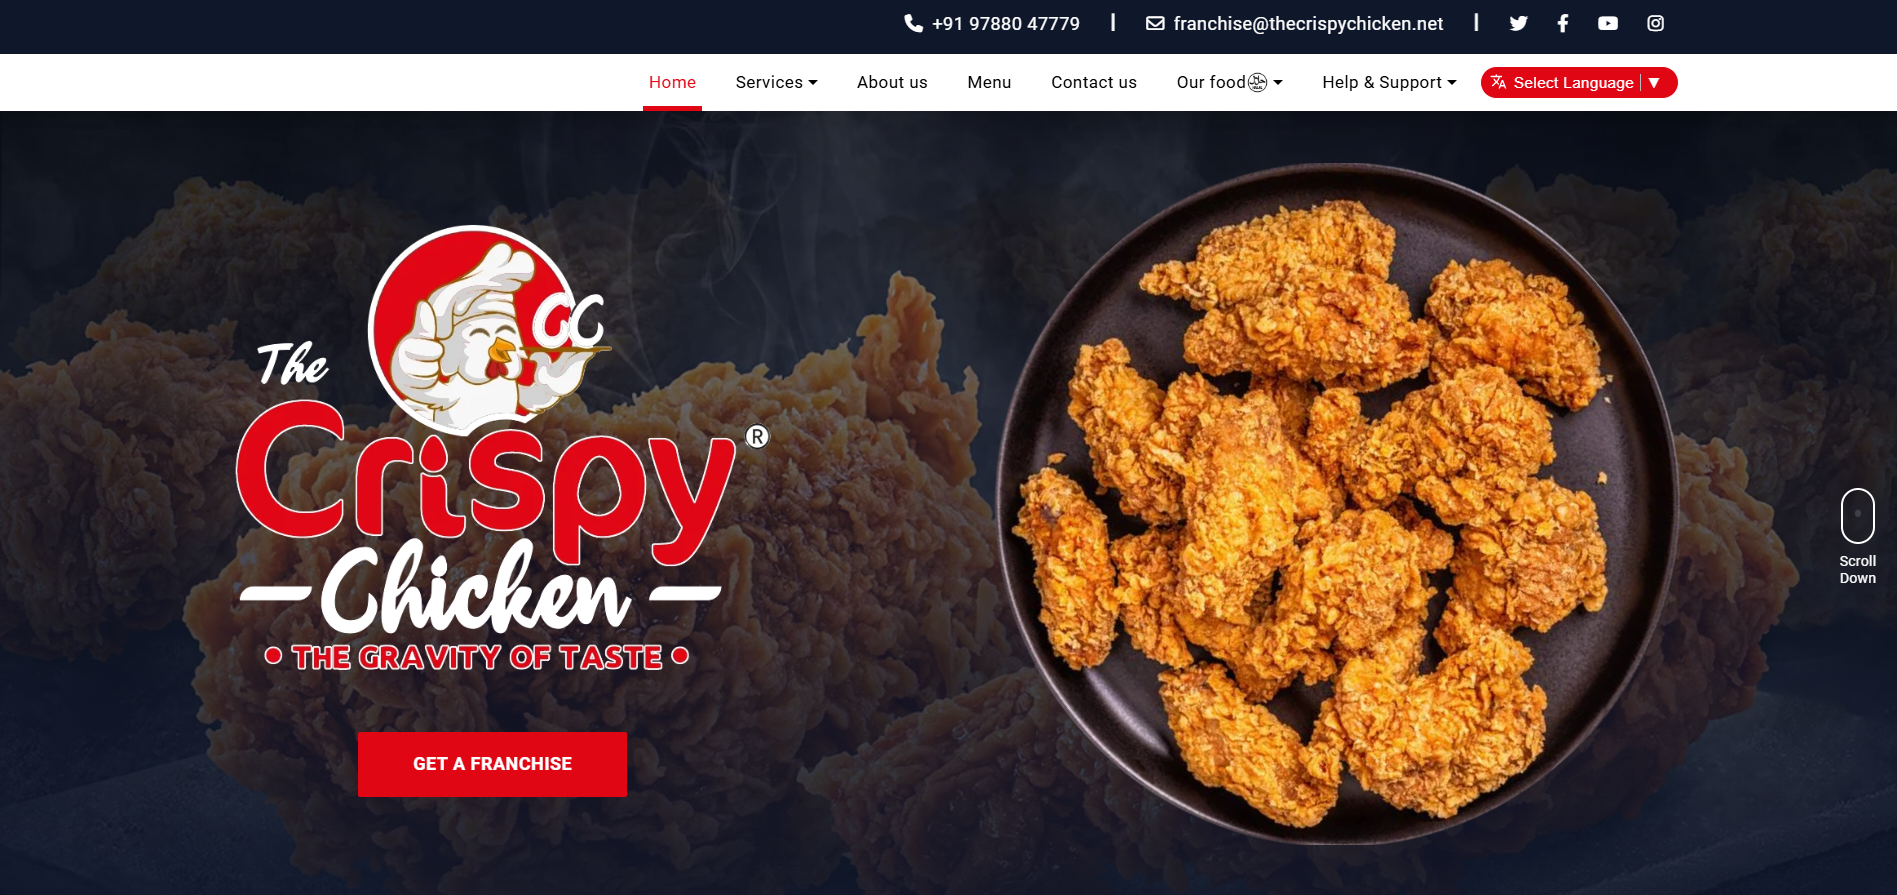 +91 97880 47779 | franchise@thecrispychicken.net |
Home Services About us Menu Contact us Our food Help & Support Select Language | ▼
CC
The
Crispy ®
Chicken
• THE GRAVITY OF TASTE •
GET A FRANCHISE
Scroll
Down